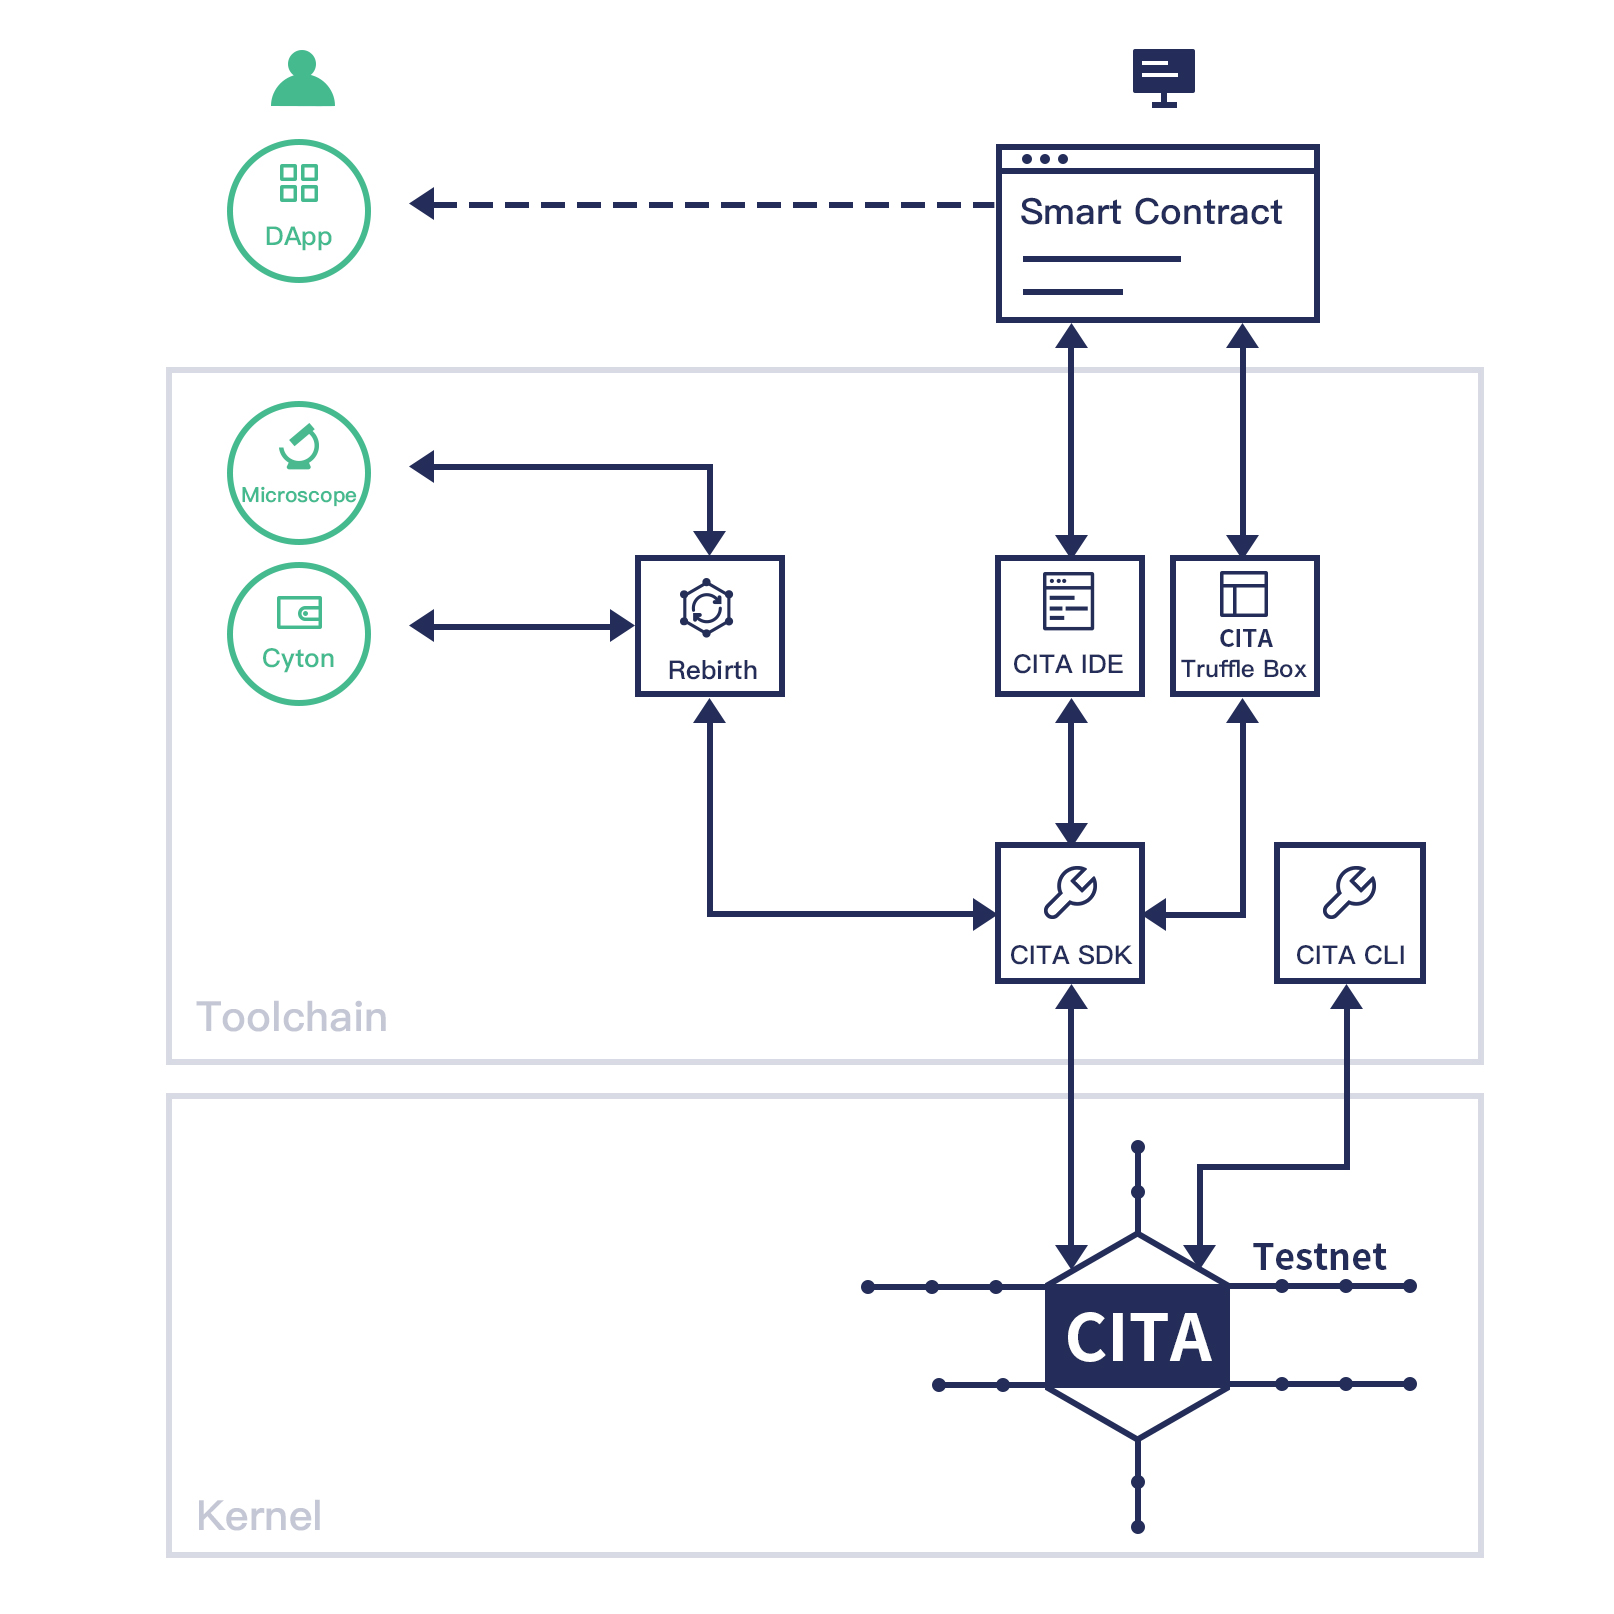 DApp
Smart Contract
Microscope
Cyton
Rebirth
CITA IDE
CITA
Truffle Box
CITA SDK
CITA CLI
Toolchain
Testnet
CITA
Kernel